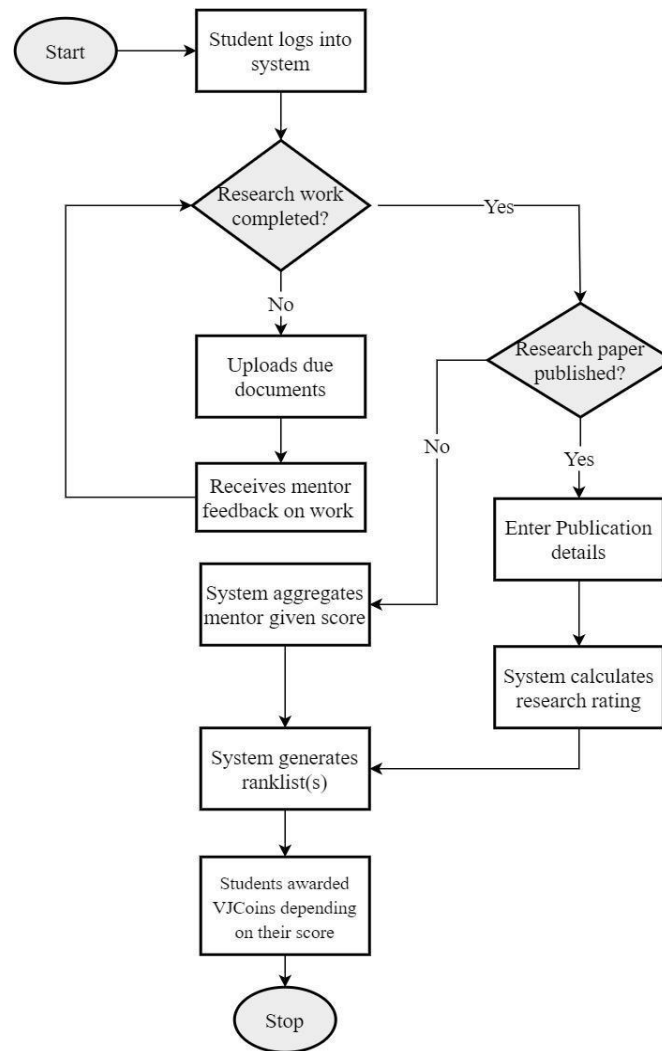 Start
Student logs into
system
Research work
completed?
Yes
No
Research paper
published?
Uploads due
documents
No
Yes
Receives mentor
feedback on work
Enter Publication
details
System aggregates
mentor given score
System calculates
research rating
System generates
ranklist(s)
Students awarded
VJCoins depending
on their score
Stop